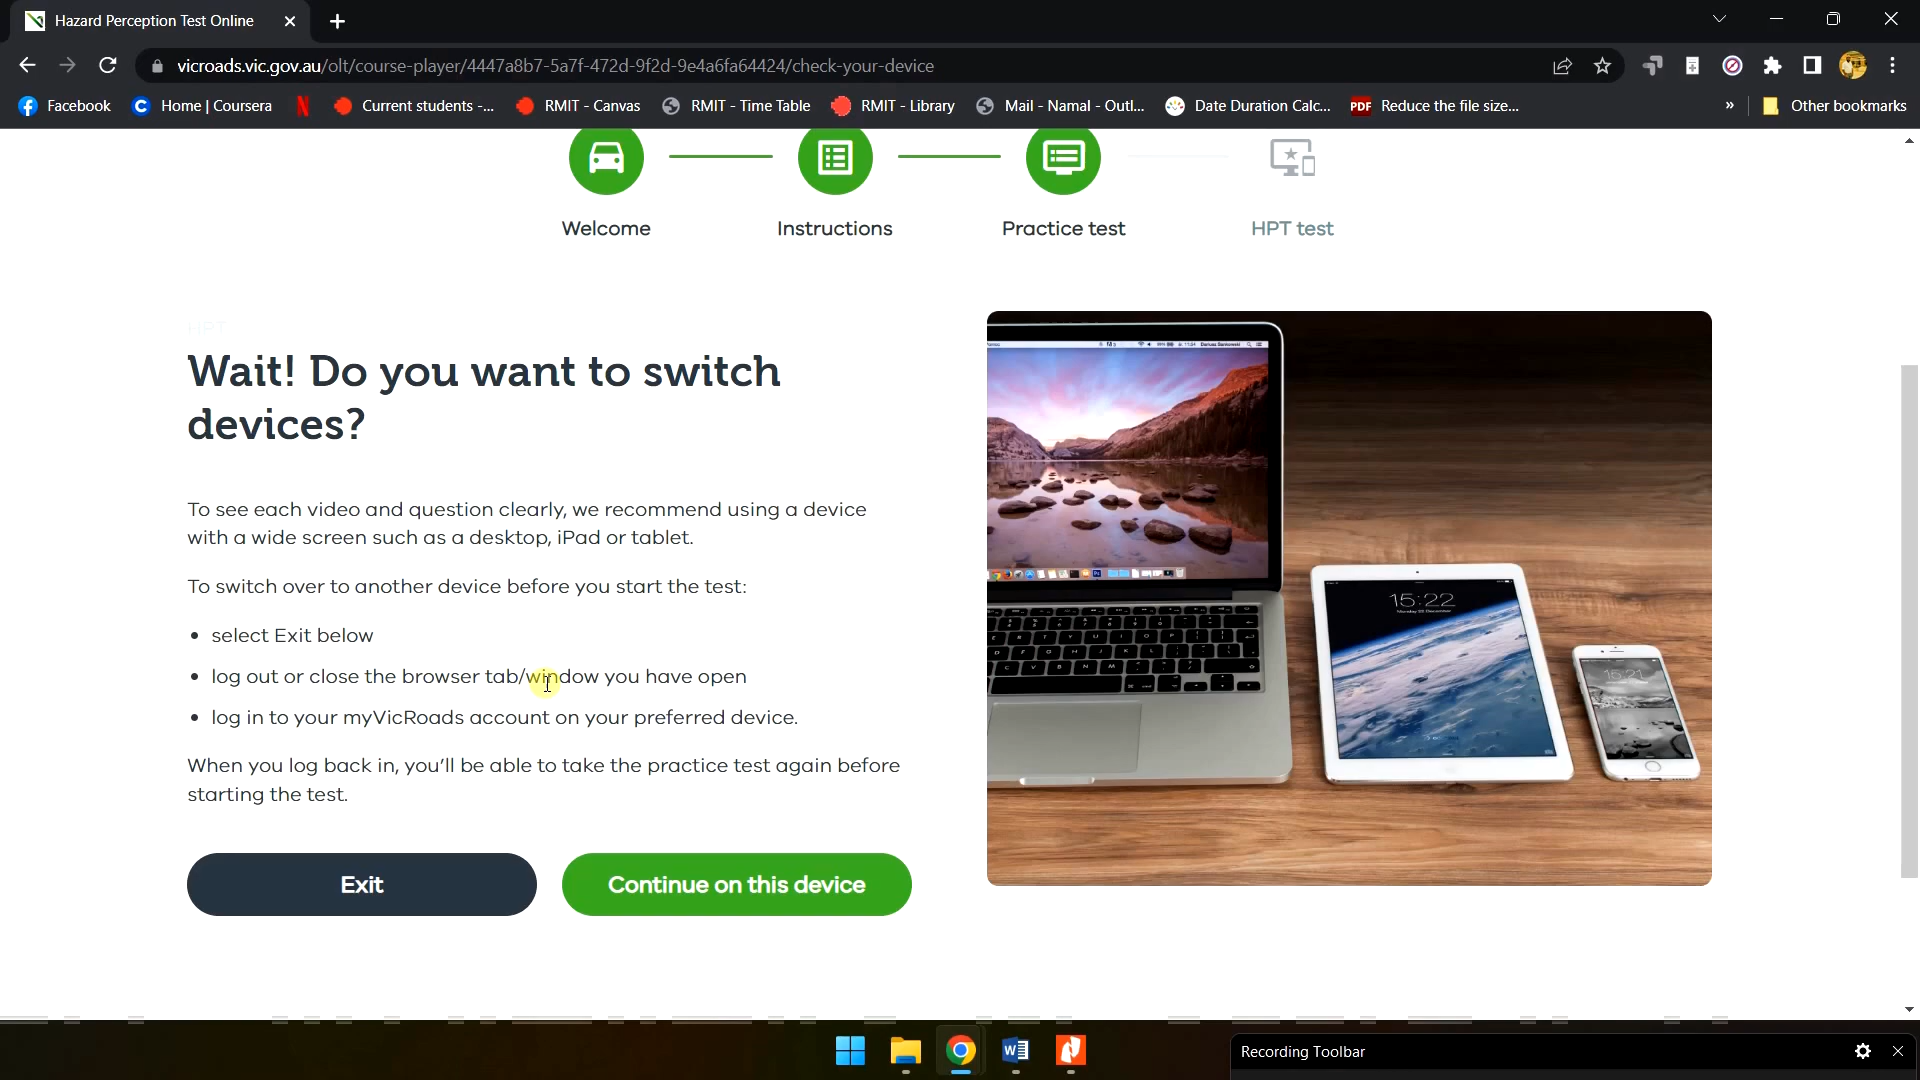 Hazard Perception Test Online
vicroads.vic.gov.au/olt/course-player/4447a8b7-5a7f-472d-9f2d-9e4a6fa64424/check-your-device
Facebook Home | Coursera Current students -... RMIT - Canvas RMIT - Time Table RMIT - Library Mail - Namal - Outl... Date Duration Calc... PDF Reduce the file size... » Other bookmarks
Welcome Instructions Practice test HPT test
HPT
Wait! Do you want to switch
devices?
To see each video and question clearly, we recommend using a device
with a wide screen such as a desktop, iPad or tablet.
To switch over to another device before you start the test:
• select Exit below
• log out or close the browser tab/window you have open
• log in to your myVicRoads account on your preferred device.
When you log back in, you'll be able to take the practice test again before
starting the test.
Exit Continue on this device
15:22
15:21
Recording Toolbar